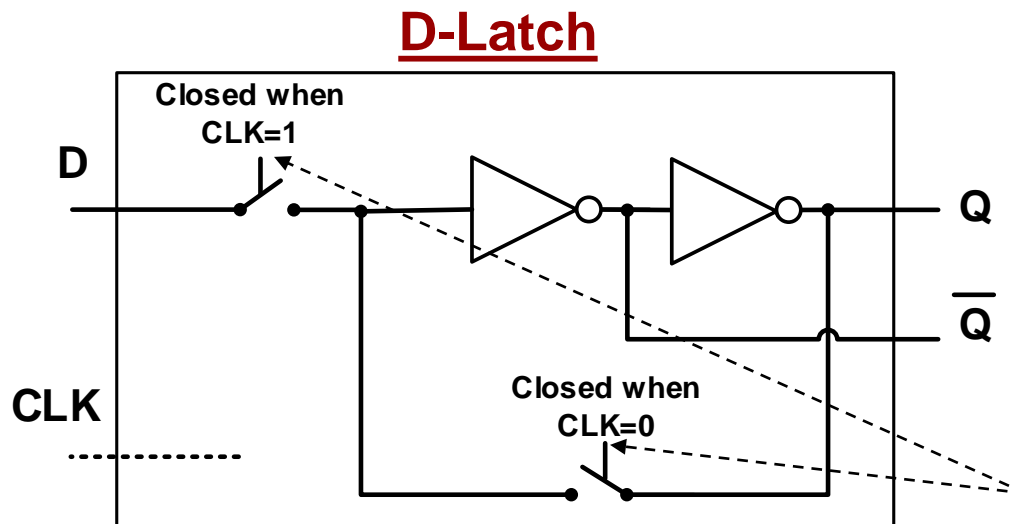 D-Latch
Closed when
CLK=1
D
Q
Q̅
CLK
Closed when
CLK=0